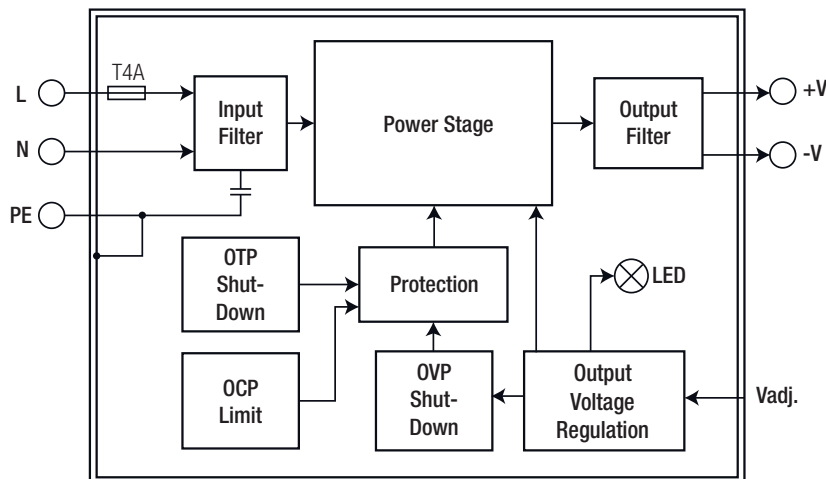 L
T4A
Input
Filter
Power Stage
Output
Filter
+V
N
-V
PE
OTP
Shut-
Down
Protection
LED
OCP
Limit
OVP
Shut-
Down
Output
Voltage
Regulation
Vadj.